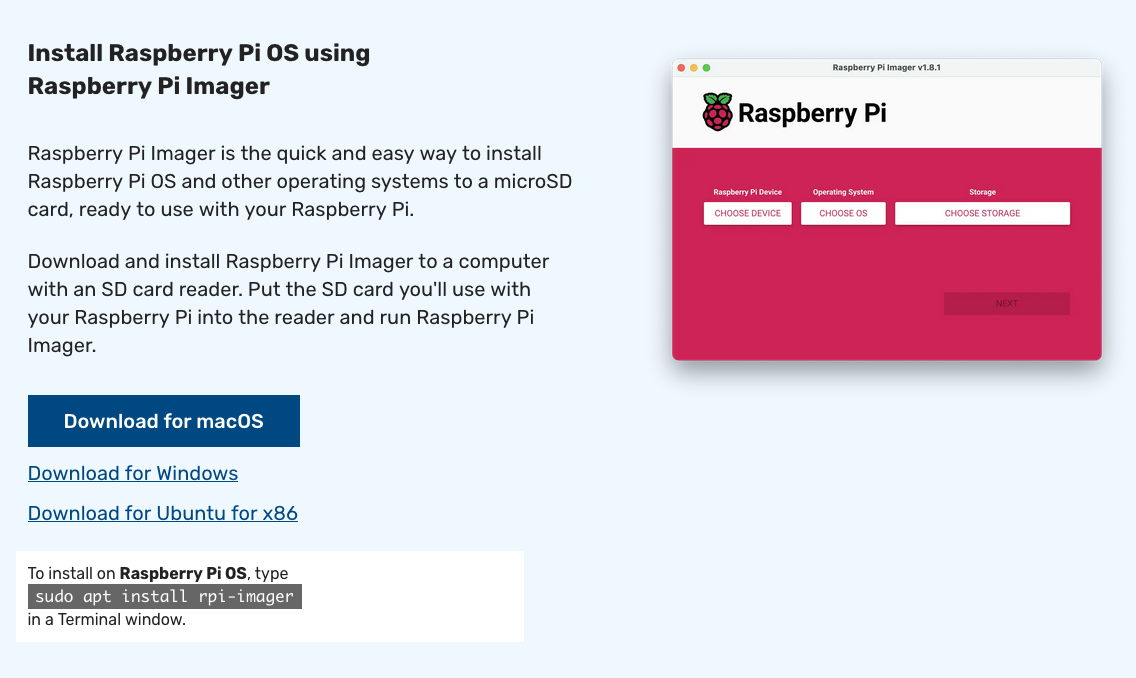 Install Raspberry Pi OS using
Raspberry Pi Imager
Raspberry Pi Imager is the quick and easy way to install
Raspberry Pi OS and other operating systems to a microSD
card, ready to use with your Raspberry Pi.
Download and install Raspberry Pi Imager to a computer
with an SD card reader. Put the SD card you'll use with
your Raspberry Pi into the reader and run Raspberry Pi
Imager.
Download for macOS
Download for Windows
Download for Ubuntu for x86
To install on Raspberry Pi OS, type
sudo apt install rpi-imager
in a Terminal window.
Raspberry Pi Imager v1.8.1
Raspberry Pi
Raspberry Pi Device Operating System Storage
CHOOSE DEVICE CHOOSE OS CHOOSE STORAGE
NEXT